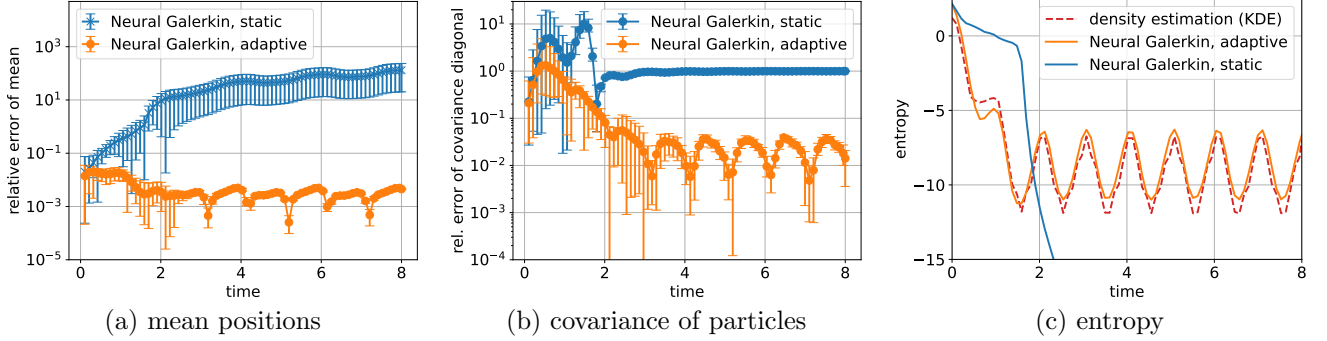 relative error of mean
10^3
10^1
10^-1
10^-3
10^-5
Neural Galerkin, static
Neural Galerkin, adaptive
0 2 4 6 8
time
(a) mean positions
rel. error of covariance diagonal
10^1
10^0
10^-1
10^-2
10^-3
10^-4
Neural Galerkin, static
Neural Galerkin, adaptive
0 2 4 6 8
time
(b) covariance of particles
entropy
0
−5
−10
−15
density estimation (KDE)
Neural Galerkin, adaptive
Neural Galerkin, static
0 2 4 6 8
time
(c) entropy